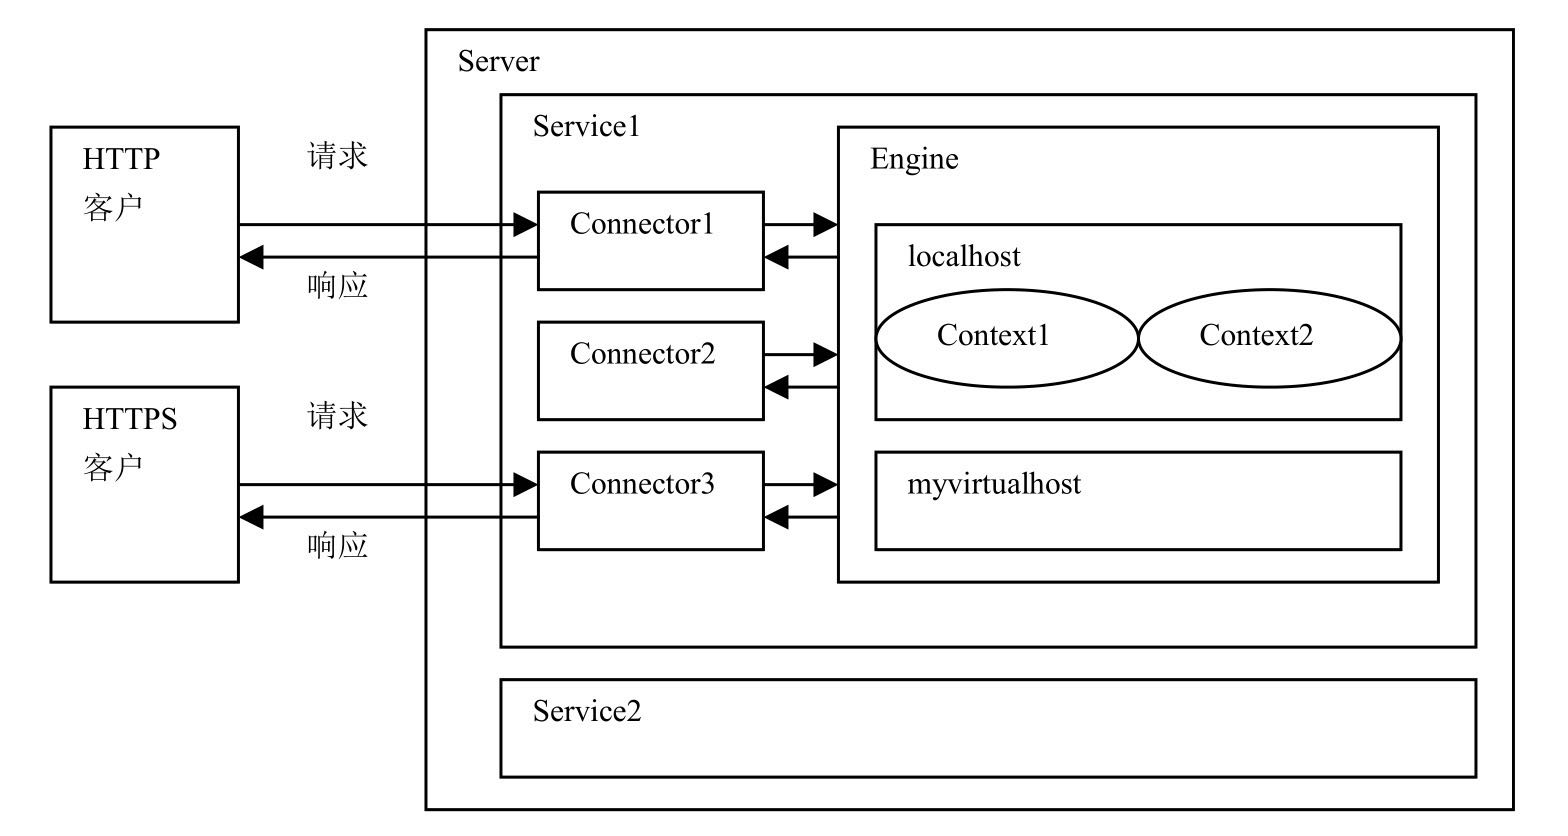 Server
Service1
HTTP
客户
请求
响应
Connector1
Engine
localhost
Context1
Context2
Connector2
HTTPS
客户
请求
响应
Connector3
myvirtualhost
Service2